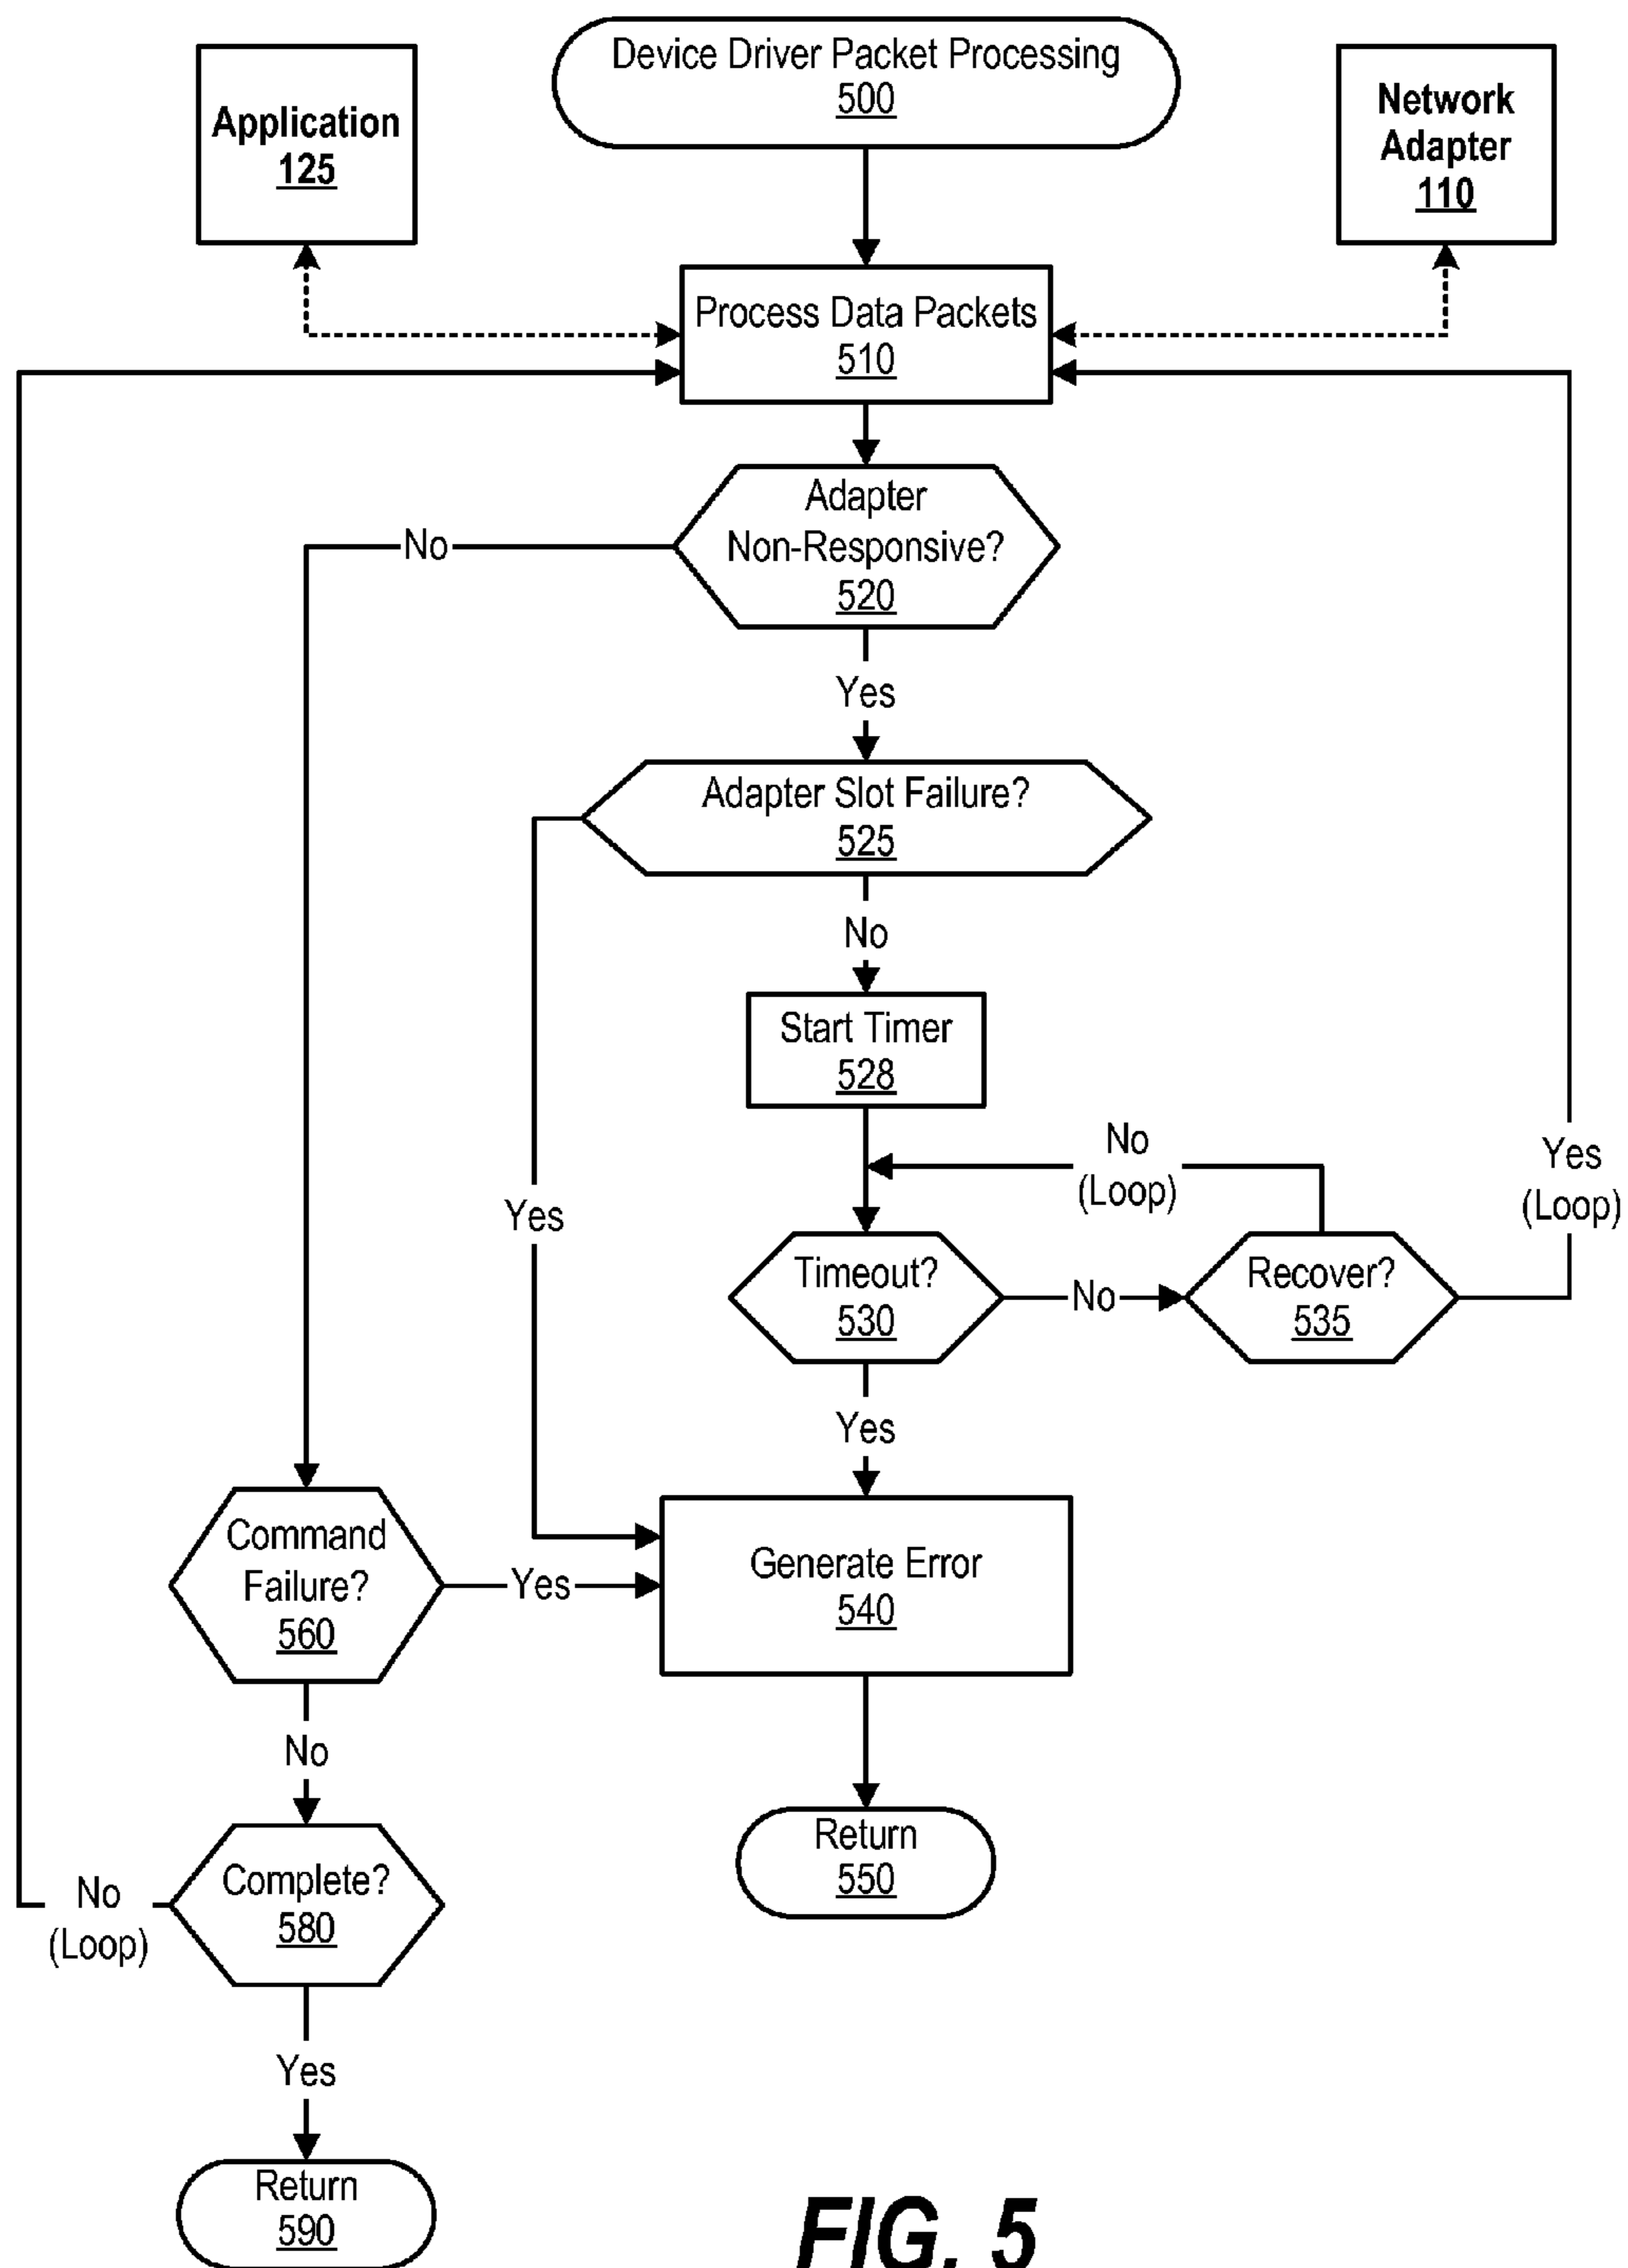 Device Driver Packet Processing
500
Application
125
Network
Adapter
110
Process Data Packets
510
Adapter
Non-Responsive?
520
No
Yes
Adapter Slot Failure?
525
No
Start Timer
528
No
(Loop)
Yes
(Loop)
Yes
Timeout?
530
No
Recover?
535
Yes
Command
Failure?
560
Yes
Generate Error
540
No
Return
550
Complete?
580
No
(Loop)
Yes
Return
590
FIG. 5